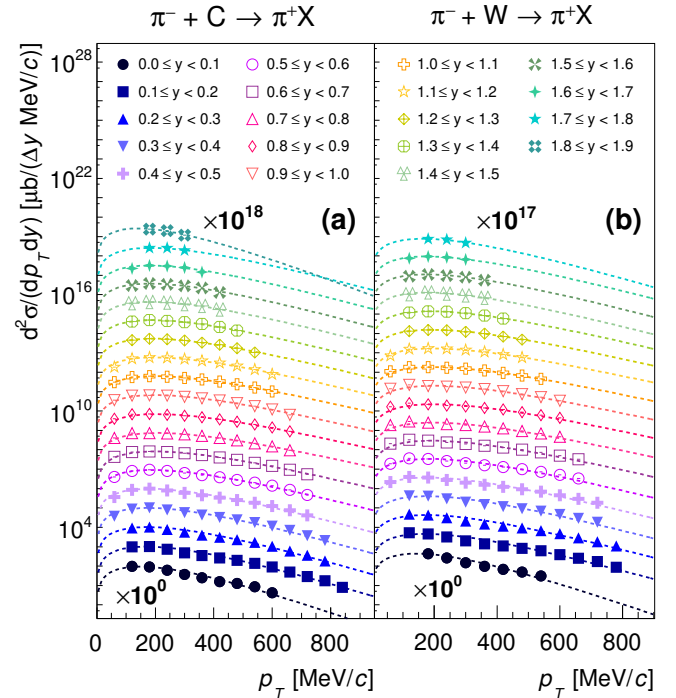 π⁻ + C → π⁺X
π⁻ + W → π⁺X
d²σ/(dp_T dy) [μb/(Δy MeV/c)]
10²⁸
10²²
10¹⁶
10¹⁰
10⁴
0.0 ≤ y < 0.1
0.1 ≤ y < 0.2
0.2 ≤ y < 0.3
0.3 ≤ y < 0.4
0.4 ≤ y < 0.5
0.5 ≤ y < 0.6
0.6 ≤ y < 0.7
0.7 ≤ y < 0.8
0.8 ≤ y < 0.9
0.9 ≤ y < 1.0
1.0 ≤ y < 1.1
1.1 ≤ y < 1.2
1.2 ≤ y < 1.3
1.3 ≤ y < 1.4
1.4 ≤ y < 1.5
1.5 ≤ y < 1.6
1.6 ≤ y < 1.7
1.7 ≤ y < 1.8
1.8 ≤ y < 1.9
×10¹⁸
(a)
×10¹⁷
(b)
×10⁰
×10⁰
0 200 400 600 800
200 400 600 800
p_T [MeV/c]
p_T [MeV/c]